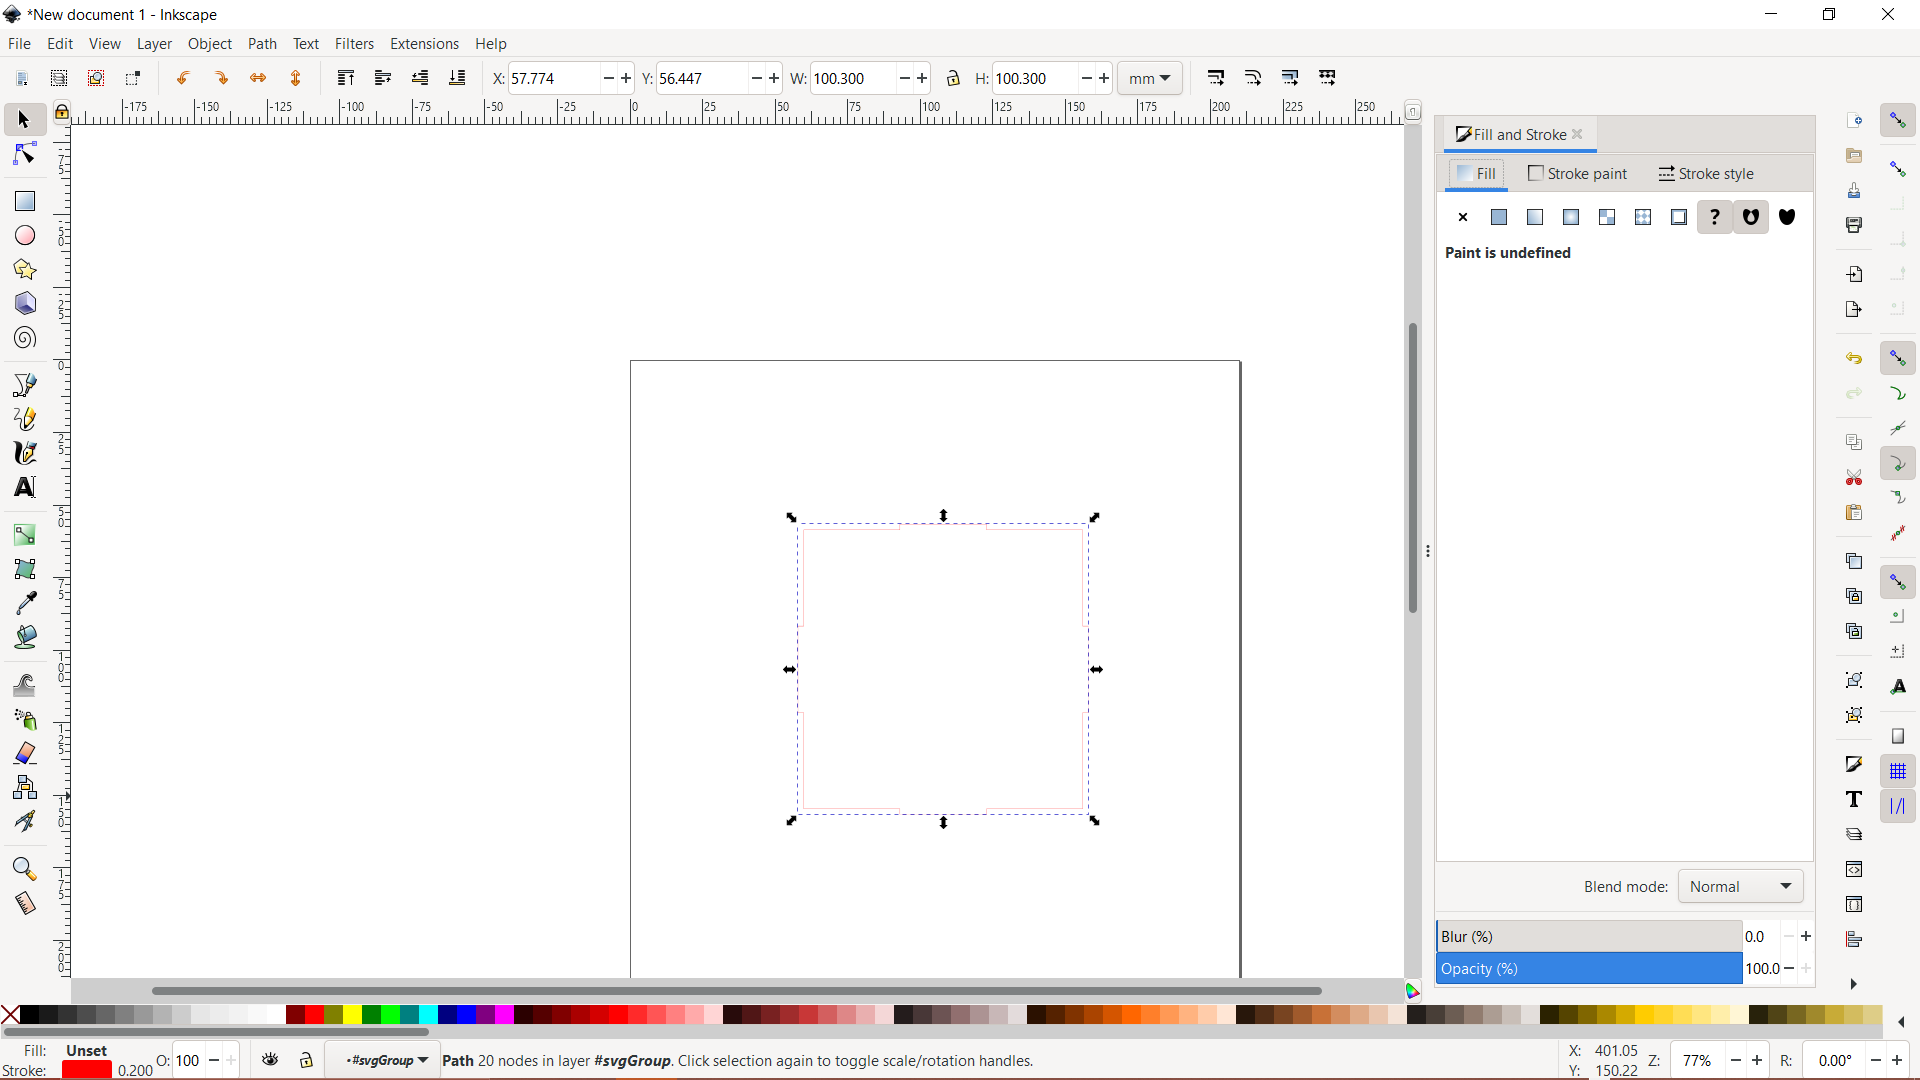 *New document 1 - Inkscape
File Edit View Layer Object Path Text Filters Extensions Help
X: 57.774 Y: 56.447 W: 100.300 H: 100.300 mm
-175 -150 -125 -100 -75 -50 -25 0 25 50 75 100 125 150 175 200 225 250
Fill and Stroke
Fill Stroke paint Stroke style
Paint is undefined
Blend mode: Normal
Blur (%) 0.0
Opacity (%) 100.0
Fill: Unset
Stroke: 0.200 O: 100
•#svgGroup
Path 20 nodes in layer #svgGroup. Click selection again to toggle scale/rotation handles.
X: 401.05
Y: 150.22
Z: 77%
R: 0.00°